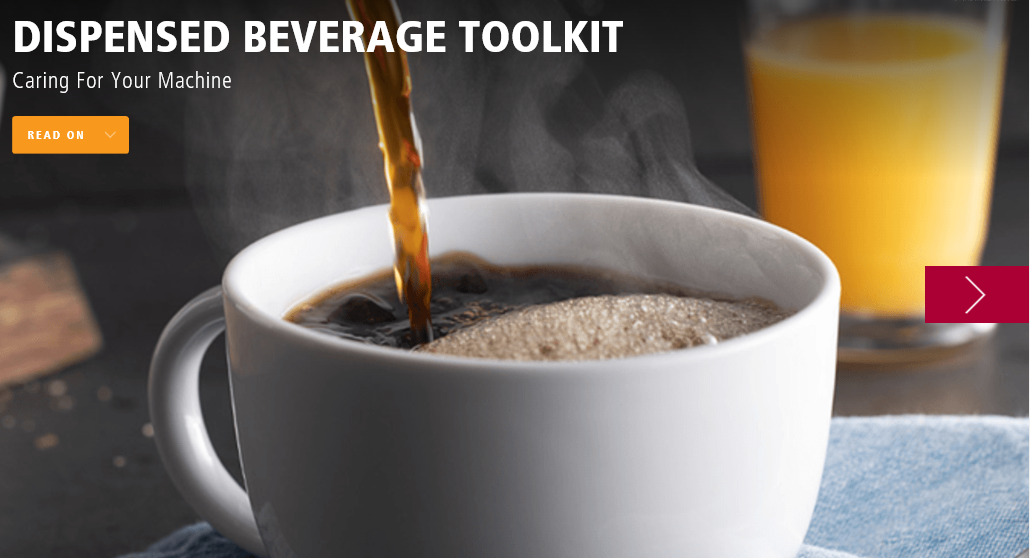 DISPENSED BEVERAGE TOOLKIT
Caring For Your Machine
READ ON